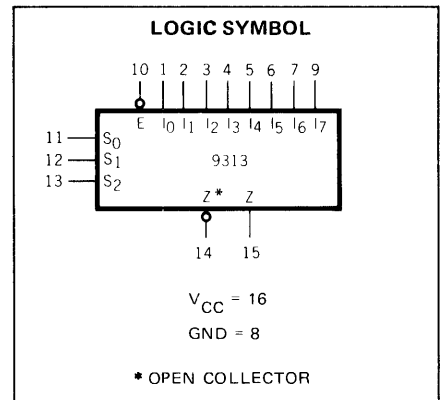 LOGIC SYMBOL
10 1 2 3 4 5 6 7 9
E I0 I1 I2 I3 I4 I5 I6 I7
11 S0
12 S1 9313
13 S2
Z * Z
14 15
VCC = 16
GND = 8
* OPEN COLLECTOR